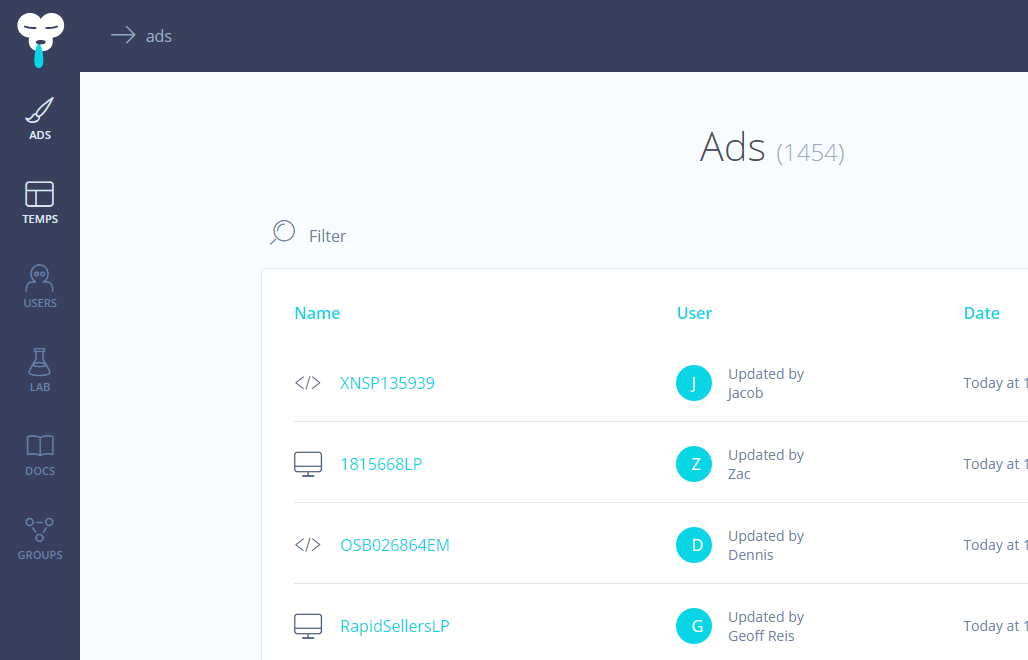 ads
ADS
TEMPS
USERS
LAB
DOCS
GROUPS
Ads (1454)
Filter
Name User Date
</> XNSP135939 J Updated by Jacob Today at 1
1815668LP Z Updated by Zac Today at 1
</> OSB026864EM D Updated by Dennis Today at 1
RapidSellersLP G Updated by Geoff Reis Today at 1